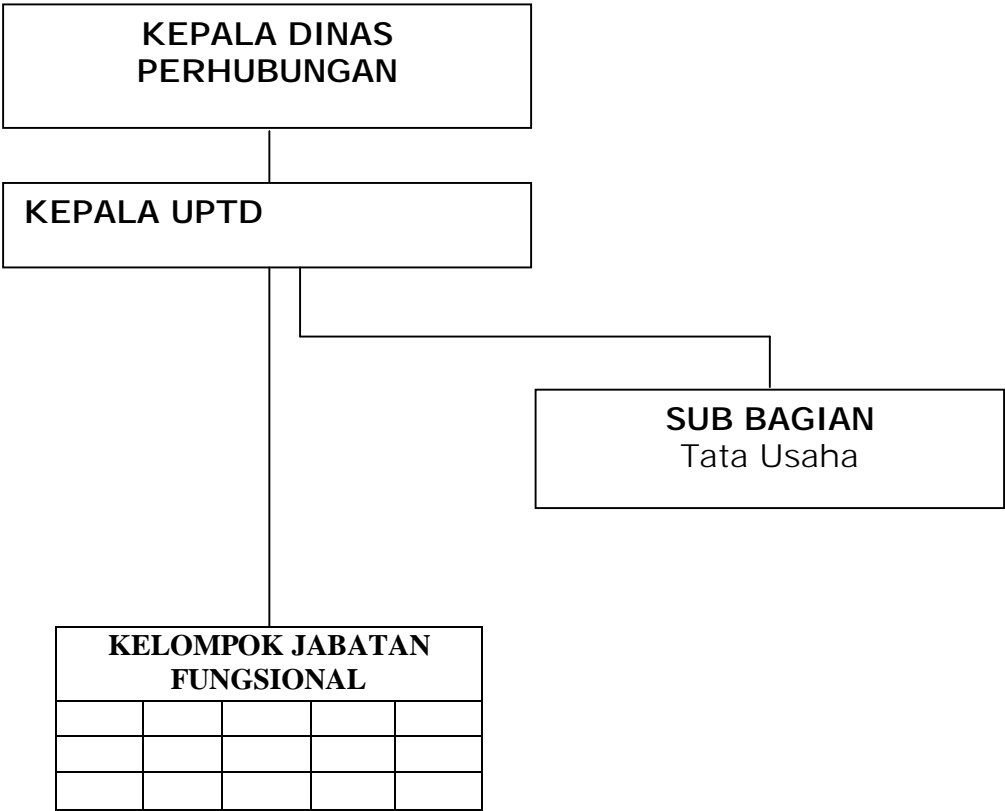 KEPALA DINAS
PERHUBUNGAN
KEPALA UPTD
SUB BAGIAN
Tata Usaha
KELOMPOK JABATAN
FUNGSIONAL